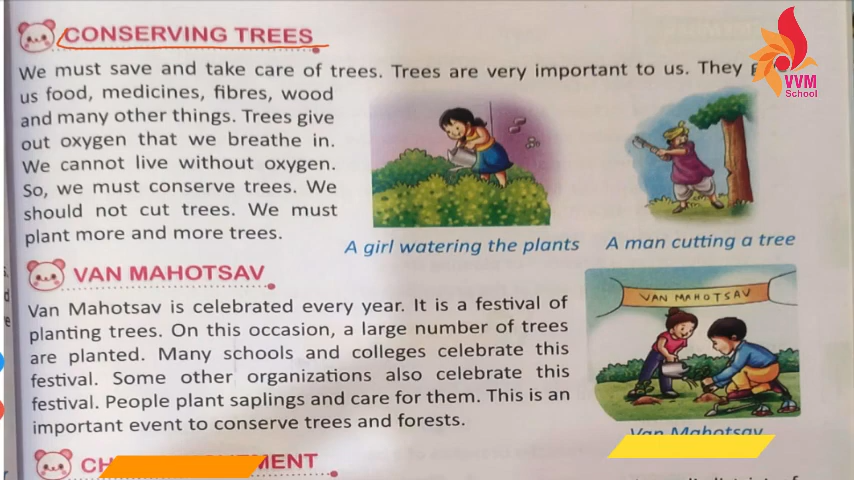 CONSERVING TREES
We must save and take care of trees. Trees are very important to us. They
us food, medicines, fibres, wood
and many other things. Trees give
out oxygen that we breathe in.
We cannot live without oxygen.
So, we must conserve trees. We
should not cut trees. We must
plant more and more trees.
A girl watering the plants
A man cutting a tree
VAN MAHOTSAV
Van Mahotsav is celebrated every year. It is a festival of
planting trees. On this occasion, a large number of trees
are planted. Many schools and colleges celebrate this
festival. Some other organizations also celebrate this
festival. People plant saplings and care for them. This is an
important event to conserve trees and forests.
VAN MAHOTSAV
Van Mahotsav
VVM
School